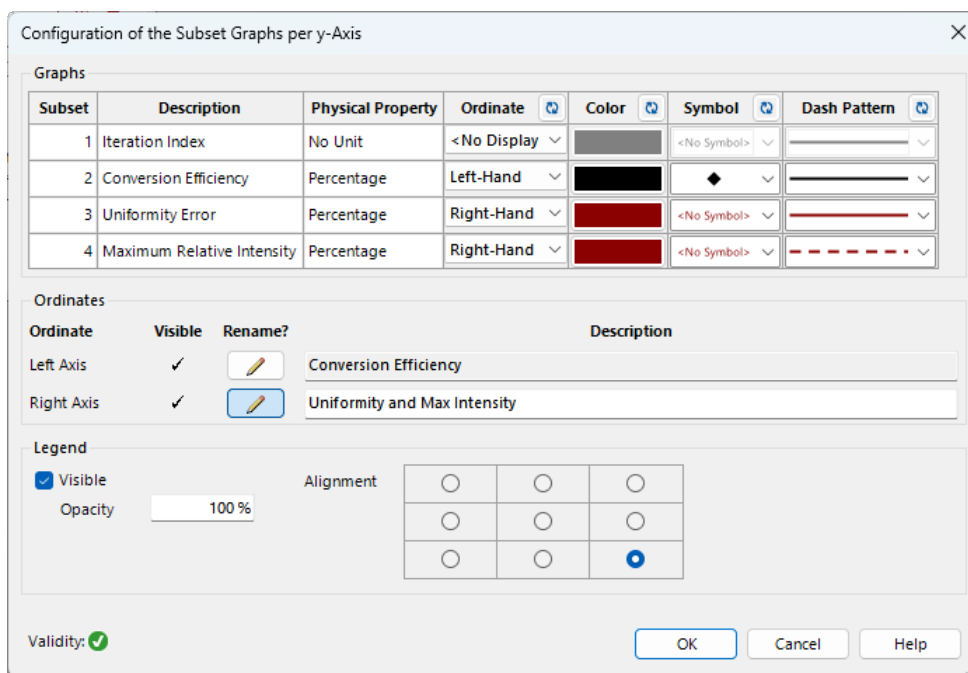 Configuration of the Subset Graphs per y-Axis
Graphs
Subset Description Physical Property Ordinate Color Symbol Dash Pattern
1 Iteration Index No Unit <No Display <No Symbol>
2 Conversion Efficiency Percentage Left-Hand
3 Uniformity Error Percentage Right-Hand <No Symbol>
4 Maximum Relative Intensity Percentage Right-Hand <No Symbol>
Ordinates
Ordinate Visible Rename? Description
Left Axis ✓ Conversion Efficiency
Right Axis ✓ Uniformity and Max Intensity
Legend
Visible Alignment
Opacity 100 %
Validity: OK Cancel Help